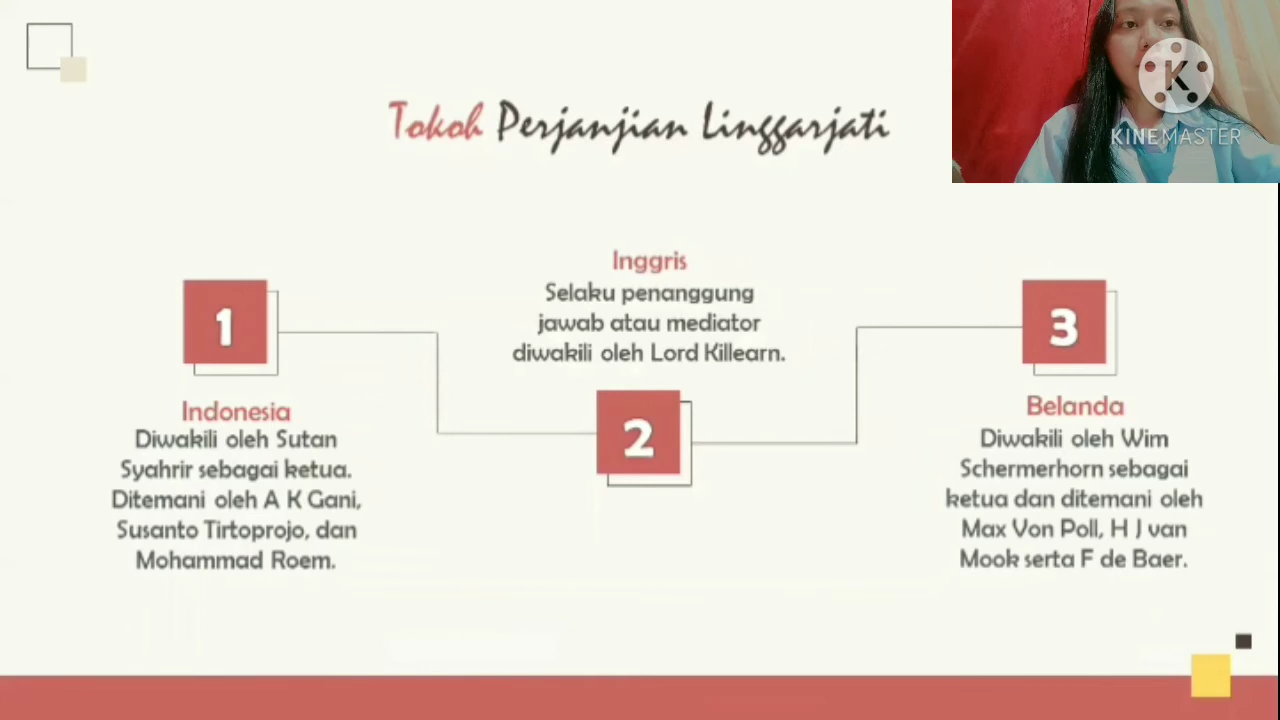 Tokoh Perjanjian Linggarjati
K
KINEMASTER
1
Indonesia
Diwakili oleh Sutan
Syahrir sebagai ketua.
Ditemani oleh A K Gani,
Susanto Tirtoprojo, dan
Mohammad Roem.
Inggris
Selaku penanggung
jawab atau mediator
diwakili oleh Lord Killearn.
2
3
Belanda
Diwakili oleh Wim
Schermerhorn sebagai
ketua dan ditemani oleh
Max Von Poll, H J van
Mook serta F de Baer.